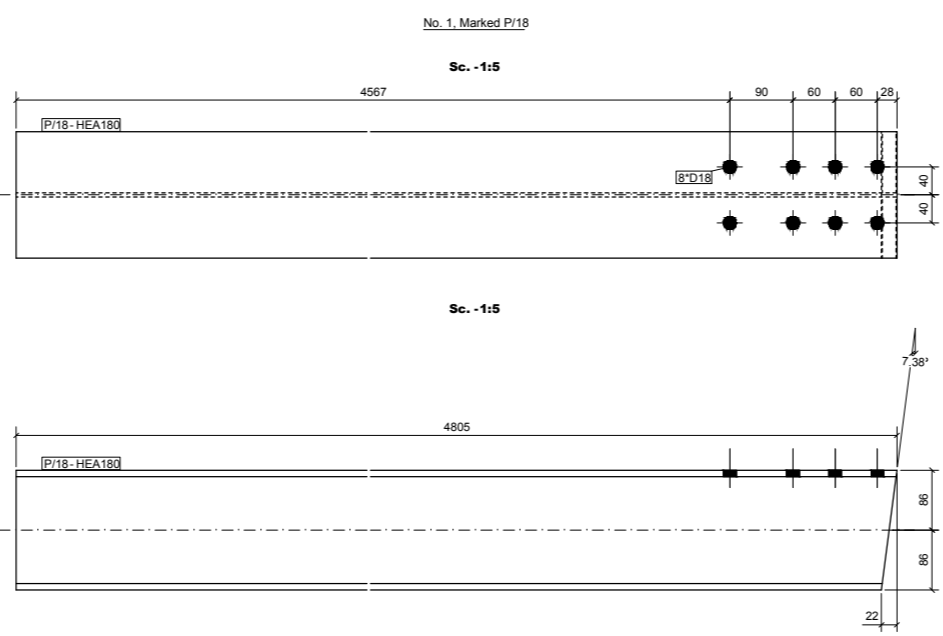 No. 1, Marked P/18
Sc. -1:5
4567 90 60 60 28
P/18-HEA180
8*D18
40
40
Sc. -1:5
7.38°
4805
P/18-HEA180
86
86
22